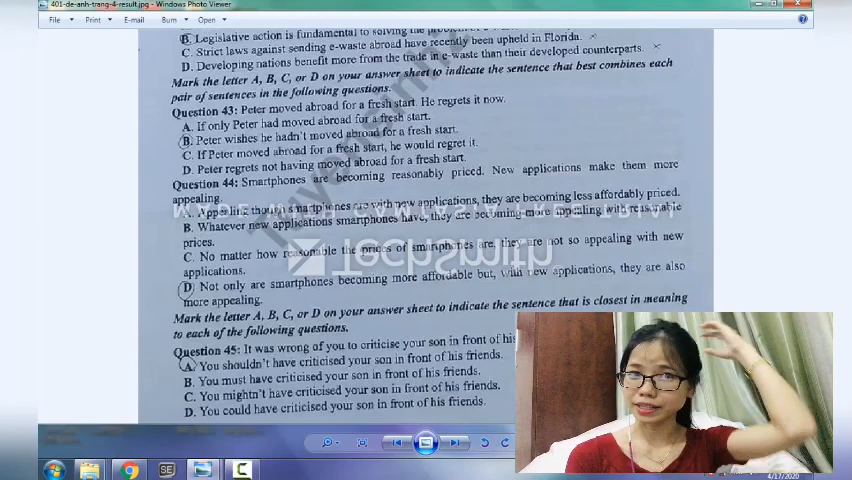 401-de-anh-trang-4-result.jpg - Windows Photo Viewer
File Print E-mail Burn Open
B. Legislative action is fundamental to solving the problem of e-waste
C. Strict laws against sending e-waste abroad have recently been upheld in Florida.
D. Developing nations benefit more from the trade in e-waste than their developed counterparts.
Mark the letter A, B, C, or D on your answer sheet to indicate the sentence that best combines each
pair of sentences in the following questions.
Question 43: Peter moved abroad for a fresh start. He regrets it now.
A. If only Peter had moved abroad for a fresh start.
B. Peter wishes he hadn't moved abroad for a fresh start.
C. If Peter moved abroad for a fresh start, he would regret it.
D. Peter regrets not having moved abroad for a fresh start.
Question 44: Smartphones are becoming reasonably priced. New applications make them more
appealing.
A. Appealing though smartphones are with new applications, they are becoming less affordably priced.
B. Whatever new applications smartphones have, they are becoming more appealing with reasonable
prices.
C. No matter how reasonable the prices of smartphones are, they are not so appealing with new
applications.
D. Not only are smartphones becoming more affordable but, with new applications, they are also
more appealing.
Mark the letter A, B, C, or D on your answer sheet to indicate the sentence that is closest in meaning
to each of the following questions.
Question 45: It was wrong of you to criticise your son in front of his
A. You shouldn't have criticised your son in front of his friends.
B. You must have criticised your son in front of his friends.
C. You mightn't have criticised your son in front of his friends.
D. You could have criticised your son in front of his friends.
MADE WITH CAMTASIA FREE TRIAL
TechSmith
4/17/2020